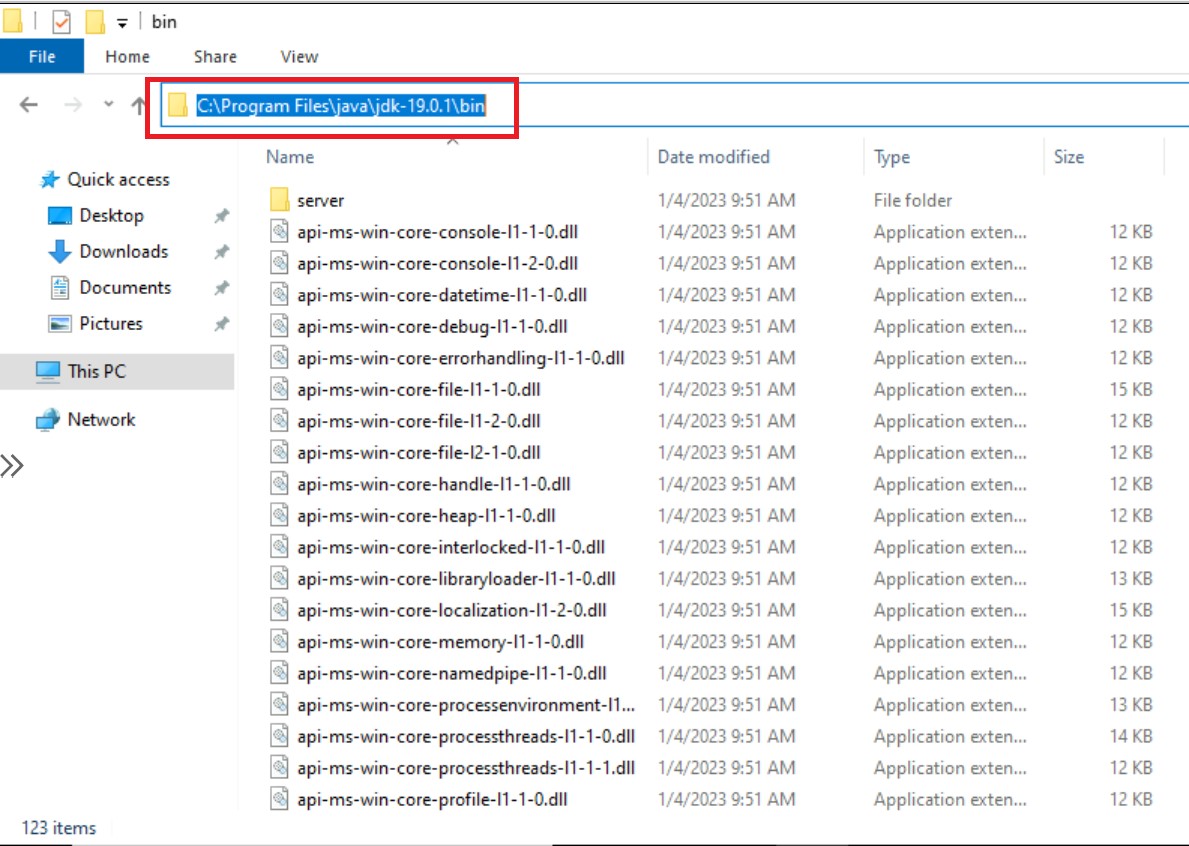 bin
File Home Share View
C:\Program Files\java\jdk-19.0.1\bin
Name Date modified Type Size
Quick access
Desktop
Downloads
Documents
Pictures
This PC
Network
server 1/4/2023 9:51 AM File folder
api-ms-win-core-console-l1-1-0.dll 1/4/2023 9:51 AM Application exten... 12 KB
api-ms-win-core-console-l1-2-0.dll 1/4/2023 9:51 AM Application exten... 12 KB
api-ms-win-core-datetime-l1-1-0.dll 1/4/2023 9:51 AM Application exten... 12 KB
api-ms-win-core-debug-l1-1-0.dll 1/4/2023 9:51 AM Application exten... 12 KB
api-ms-win-core-errorhandling-l1-1-0.dll 1/4/2023 9:51 AM Application exten... 12 KB
api-ms-win-core-file-l1-1-0.dll 1/4/2023 9:51 AM Application exten... 15 KB
api-ms-win-core-file-l1-2-0.dll 1/4/2023 9:51 AM Application exten... 12 KB
api-ms-win-core-file-l2-1-0.dll 1/4/2023 9:51 AM Application exten... 12 KB
api-ms-win-core-handle-l1-1-0.dll 1/4/2023 9:51 AM Application exten... 12 KB
api-ms-win-core-heap-l1-1-0.dll 1/4/2023 9:51 AM Application exten... 12 KB
api-ms-win-core-interlocked-l1-1-0.dll 1/4/2023 9:51 AM Application exten... 12 KB
api-ms-win-core-libraryloader-l1-1-0.dll 1/4/2023 9:51 AM Application exten... 13 KB
api-ms-win-core-localization-l1-2-0.dll 1/4/2023 9:51 AM Application exten... 15 KB
api-ms-win-core-memory-l1-1-0.dll 1/4/2023 9:51 AM Application exten... 12 KB
api-ms-win-core-namedpipe-l1-1-0.dll 1/4/2023 9:51 AM Application exten... 12 KB
api-ms-win-core-processenvironment-l1... 1/4/2023 9:51 AM Application exten... 13 KB
api-ms-win-core-processthreads-l1-1-0.dll 1/4/2023 9:51 AM Application exten... 14 KB
api-ms-win-core-processthreads-l1-1-1.dll 1/4/2023 9:51 AM Application exten... 12 KB
api-ms-win-core-profile-l1-1-0.dll 1/4/2023 9:51 AM Application exten... 12 KB
123 items